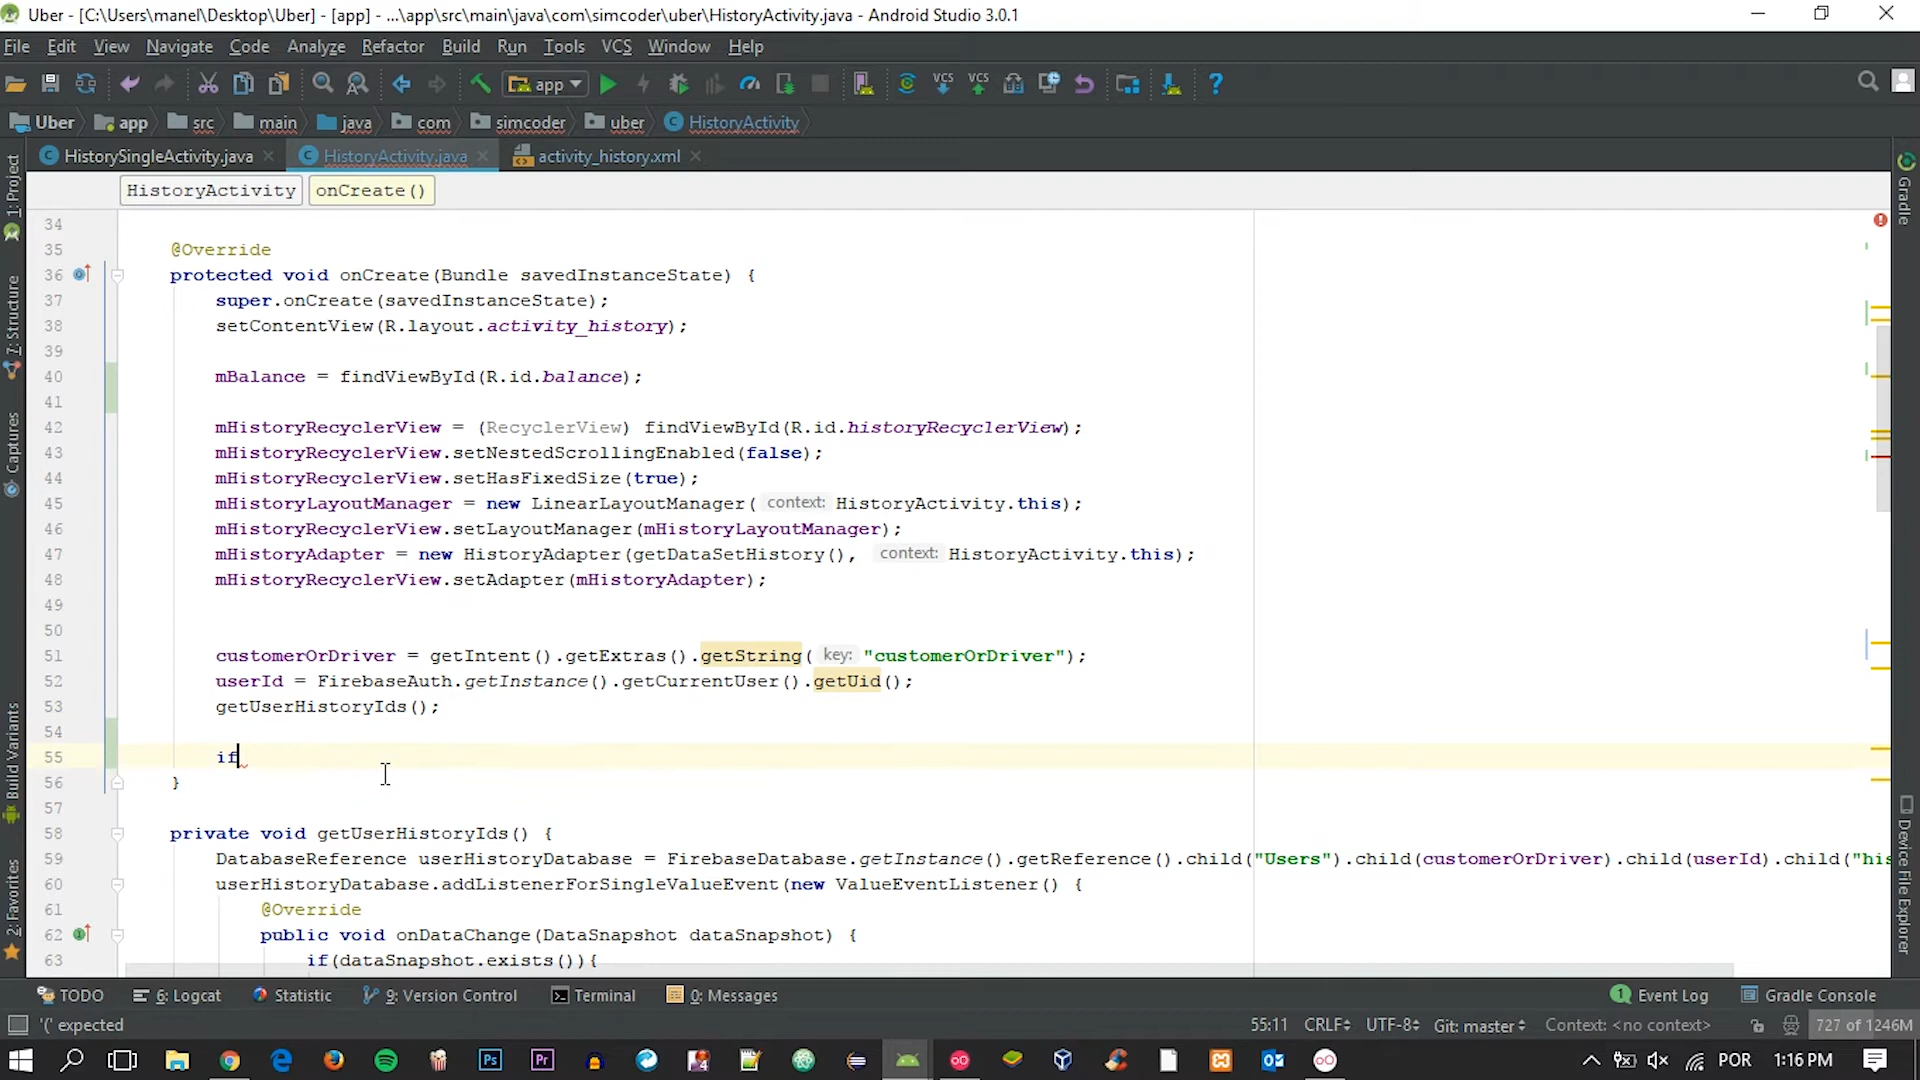 Uber - [C:\Users\manel\Desktop\Uber] - [app] - ...\app\src\main\java\com\simcoder\uber\HistoryActivity.java - Android Studio 3.0.1
File Edit View Navigate Code Analyze Refactor Build Run Tools VCS Window Help
app
VCS VCS
Uber app src main java com simcoder uber HistoryActivity
HistorySingleActivity.java HistoryActivity.java activity_history.xml
HistoryActivity onCreate()
34
35 @Override
36 protected void onCreate(Bundle savedInstanceState) {
37 super.onCreate(savedInstanceState);
38 setContentView(R.layout.activity_history);
39
40 mBalance = findViewById(R.id.balance);
41
42 mHistoryRecyclerView = (RecyclerView) findViewById(R.id.historyRecyclerView);
43 mHistoryRecyclerView.setNestedScrollingEnabled(false);
44 mHistoryRecyclerView.setHasFixedSize(true);
45 mHistoryLayoutManager = new LinearLayoutManager( context: HistoryActivity.this);
46 mHistoryRecyclerView.setLayoutManager(mHistoryLayoutManager);
47 mHistoryAdapter = new HistoryAdapter(getDataSetHistory(), context: HistoryActivity.this);
48 mHistoryRecyclerView.setAdapter(mHistoryAdapter);
49
50
51 customerOrDriver = getIntent().getExtras().getString( key: "customerOrDriver");
52 userId = FirebaseAuth.getInstance().getCurrentUser().getUid();
53 getUserHistoryIds();
54
55 if
56 }
57
58 private void getUserHistoryIds() {
59 DatabaseReference userHistoryDatabase = FirebaseDatabase.getInstance().getReference().child("Users").child(customerOrDriver).child(userId).child("his
60 userHistoryDatabase.addListenerForSingleValueEvent(new ValueEventListener() {
61 @Override
62 public void onDataChange(DataSnapshot dataSnapshot) {
63 if(dataSnapshot.exists()){
1: Project
7: Structure
Captures
Build Variants
2: Favorites
Gradle
Device File Explorer
TODO 6: Logcat Statistic 9: Version Control Terminal 0: Messages 1 Event Log Gradle Console
'(' expected 55:11 CRLF UTF-8 Git: master Context: <no context> 727 of 1246M
Ps Pr POR 1:16 PM